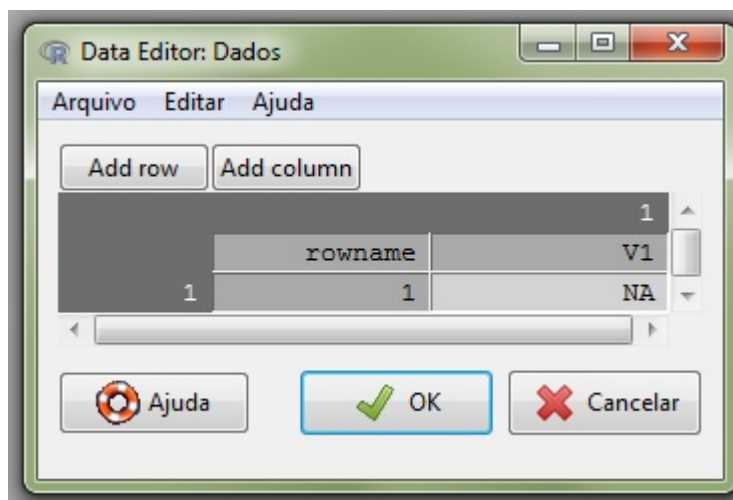 Data Editor: Dados
Arquivo Editar Ajuda
Add row Add column
1
rowname V1
1 1 NA
Ajuda OK Cancelar